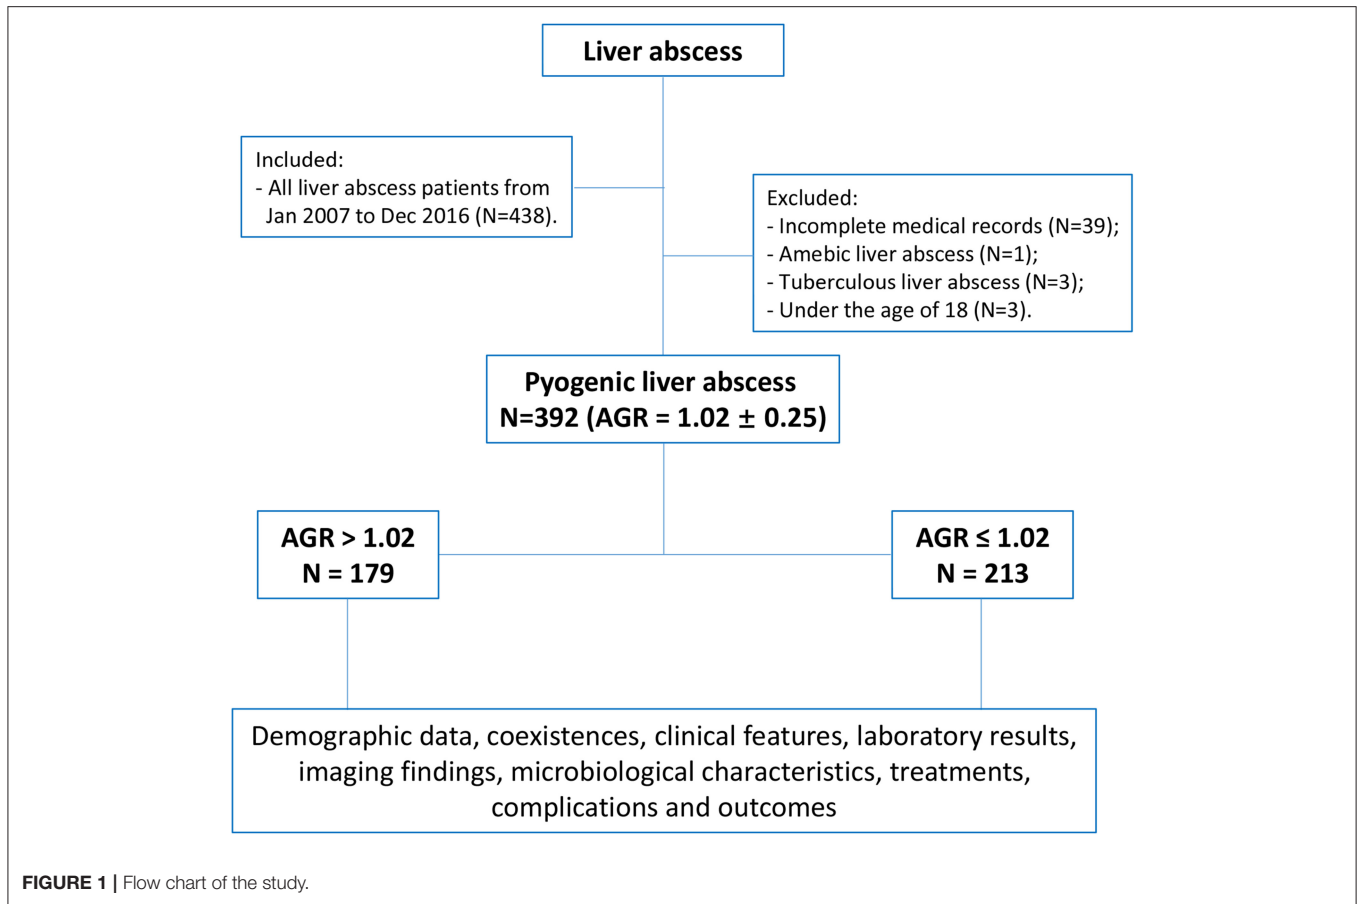 Liver abscess
Included:
- All liver abscess patients from
Jan 2007 to Dec 2016 (N=438).
Excluded:
- Incomplete medical records (N=39);
- Amebic liver abscess (N=1);
- Tuberculous liver abscess (N=3);
- Under the age of 18 (N=3).
Pyogenic liver abscess
N=392 (AGR = 1.02 ± 0.25)
AGR > 1.02
N = 179
AGR ≤ 1.02
N = 213
Demographic data, coexistences, clinical features, laboratory results,
imaging findings, microbiological characteristics, treatments,
complications and outcomes
FIGURE 1 | Flow chart of the study.